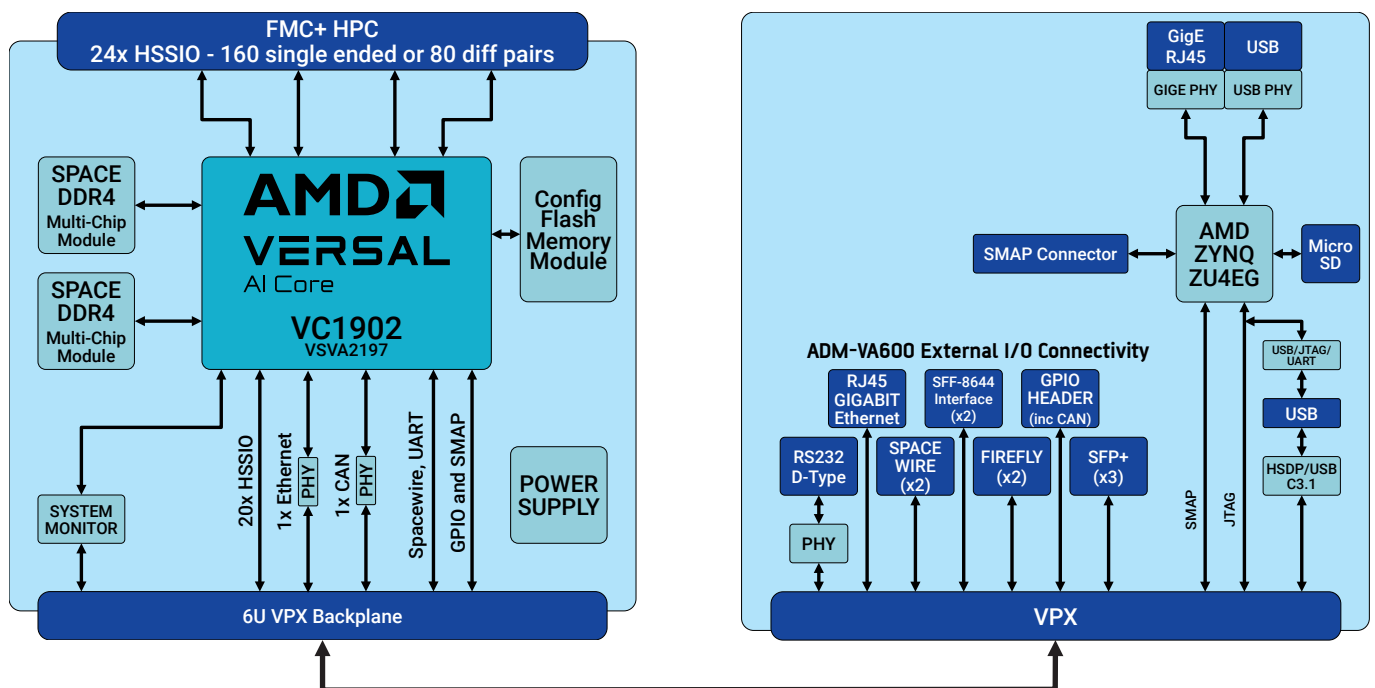 FMC+ HPC
24x HSSIO - 160 single ended or 80 diff pairs
SPACE
DDR4
Multi-Chip
Module
SPACE
DDR4
Multi-Chip
Module
AMD
VERSAL
AI Core
VC1902
VSVA2197
Config
Flash
Memory
Module
SYSTEM
MONITOR
20x HSSIO
1x Ethernet
PHY
1x CAN
PHY
Spacewire, UART
GPIO and SMAP
POWER
SUPPLY
6U VPX Backplane
GigE
RJ45
USB
GIGE PHY
USB PHY
AMD
ZYNQ
ZU4EG
SMAP Connector
Micro
SD
ADM-VA600 External I/O Connectivity
RJ45
GIGABIT
Ethernet
SFF-8644
Interface
(x2)
GPIO
HEADER
(inc CAN)
RS232
D-Type
SPACE
WIRE
(x2)
FIREFLY
(x2)
SFP+
(x3)
PHY
SMAP
JTAG
USB/JTAG/
UART
USB
HSDP/USB
C3.1
VPX